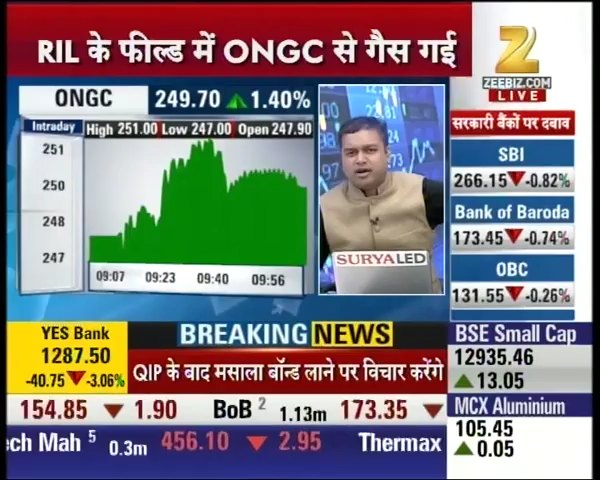 RIL के फील्ड में ONGC से गैस गई
ZEEBIZ.COM
LIVE
ONGC 249.70 1.40%
Intraday High 251.00 Low 247.00 Open 247.90
251
250
248
247
09:07 09:23 09:40 09:56
SURYA LED
सरकारी बैंकों पर दबाव
SBI
266.15 -0.82%
Bank of Baroda
173.45 -0.74%
OBC
131.55 -0.26%
YES Bank
1287.50
-40.75 -3.06%
BREAKING NEWS
QIP के बाद मसाला बॉन्ड लाने पर विचार करेंगे
BSE Small Cap
12935.46
13.05
MCX Aluminium
105.45
0.05
154.85 1.90 BoB 2 1.13m 173.35
ech Mah 5 0.3m 456.10 2.95 Thermax